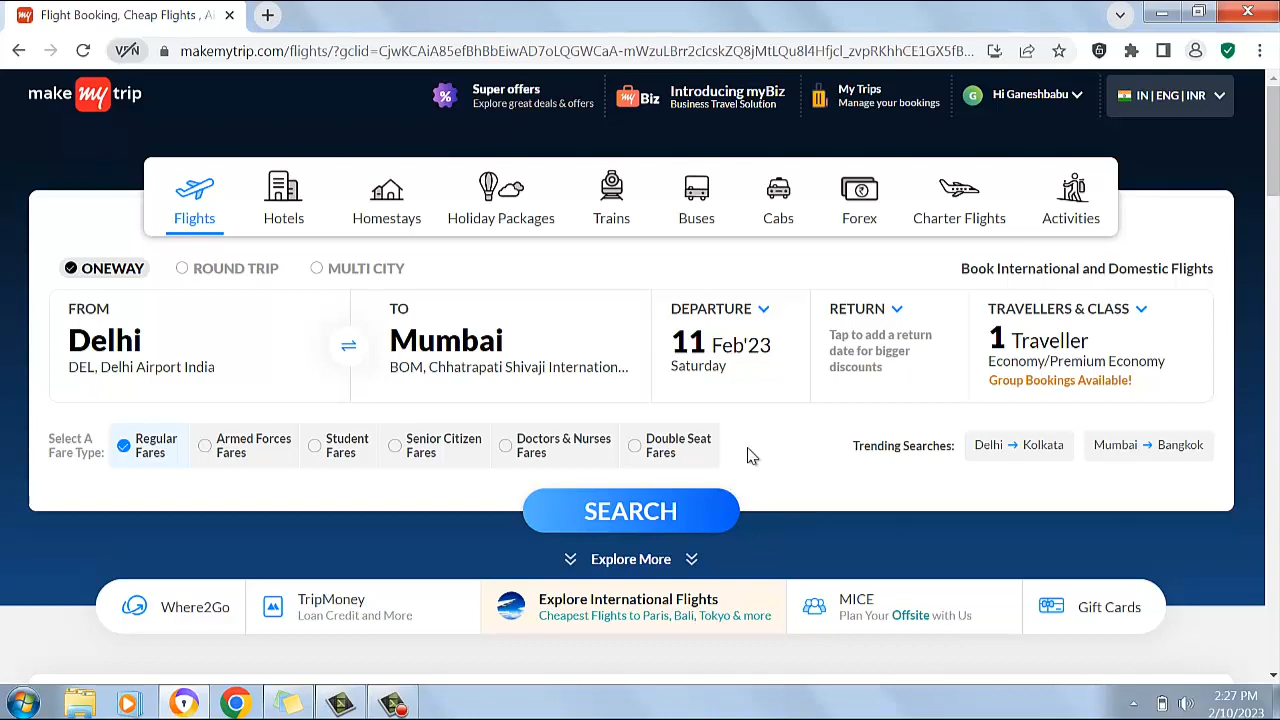 Flight Booking, Cheap Flights , Ai
VPN
makemytrip.com/flights/?gclid=CjwKCAiA85efBhBbEiwAD7oLQGWCaA-mWzuLBrr2cIcskZQ8jMtLQu8l4Hfjcl_zvpRKhhCE1GX5fB...
make my trip
Super offers
Explore great deals & offers
Biz
Introducing myBiz
Business Travel Solution
My Trips
Manage your bookings
G
Hi Ganeshbabu
IN | ENG | INR
Flights
Hotels
Homestays
Holiday Packages
Trains
Buses
Cabs
Forex
Charter Flights
Activities
ONEWAY
ROUND TRIP
MULTI CITY
Book International and Domestic Flights
FROM
Delhi
DEL, Delhi Airport India
TO
Mumbai
BOM, Chhatrapati Shivaji Internation...
DEPARTURE
11 Feb'23
Saturday
RETURN
Tap to add a return
date for bigger
discounts
TRAVELLERS & CLASS
1 Traveller
Economy/Premium Economy
Group Bookings Available!
Select A
Fare Type:
Regular
Fares
Armed Forces
Fares
Student
Fares
Senior Citizen
Fares
Doctors & Nurses
Fares
Double Seat
Fares
Trending Searches:
Delhi → Kolkata
Mumbai → Bangkok
SEARCH
Explore More
Where2Go
TripMoney
Loan Credit and More
Explore International Flights
Cheapest Flights to Paris, Bali, Tokyo & more
MICE
Plan Your Offsite with Us
Gift Cards
2:27 PM
2/10/2023